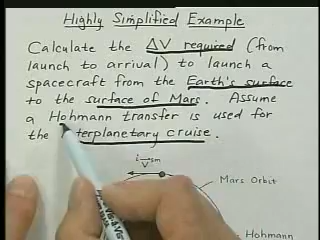 Highly Simplified Example
Calculate the ΔV required (from
launch to arrival) to launch a
spacecraft from the Earth's surface
to the surface of Mars. Assume
a Hohmann transfer is used for
the interplanetary cruise.
Mars Orbit
Hohmann